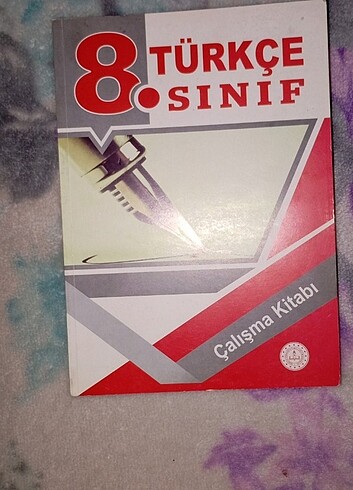 8. TÜRKÇE
SINIF
Çalışma Kitabı